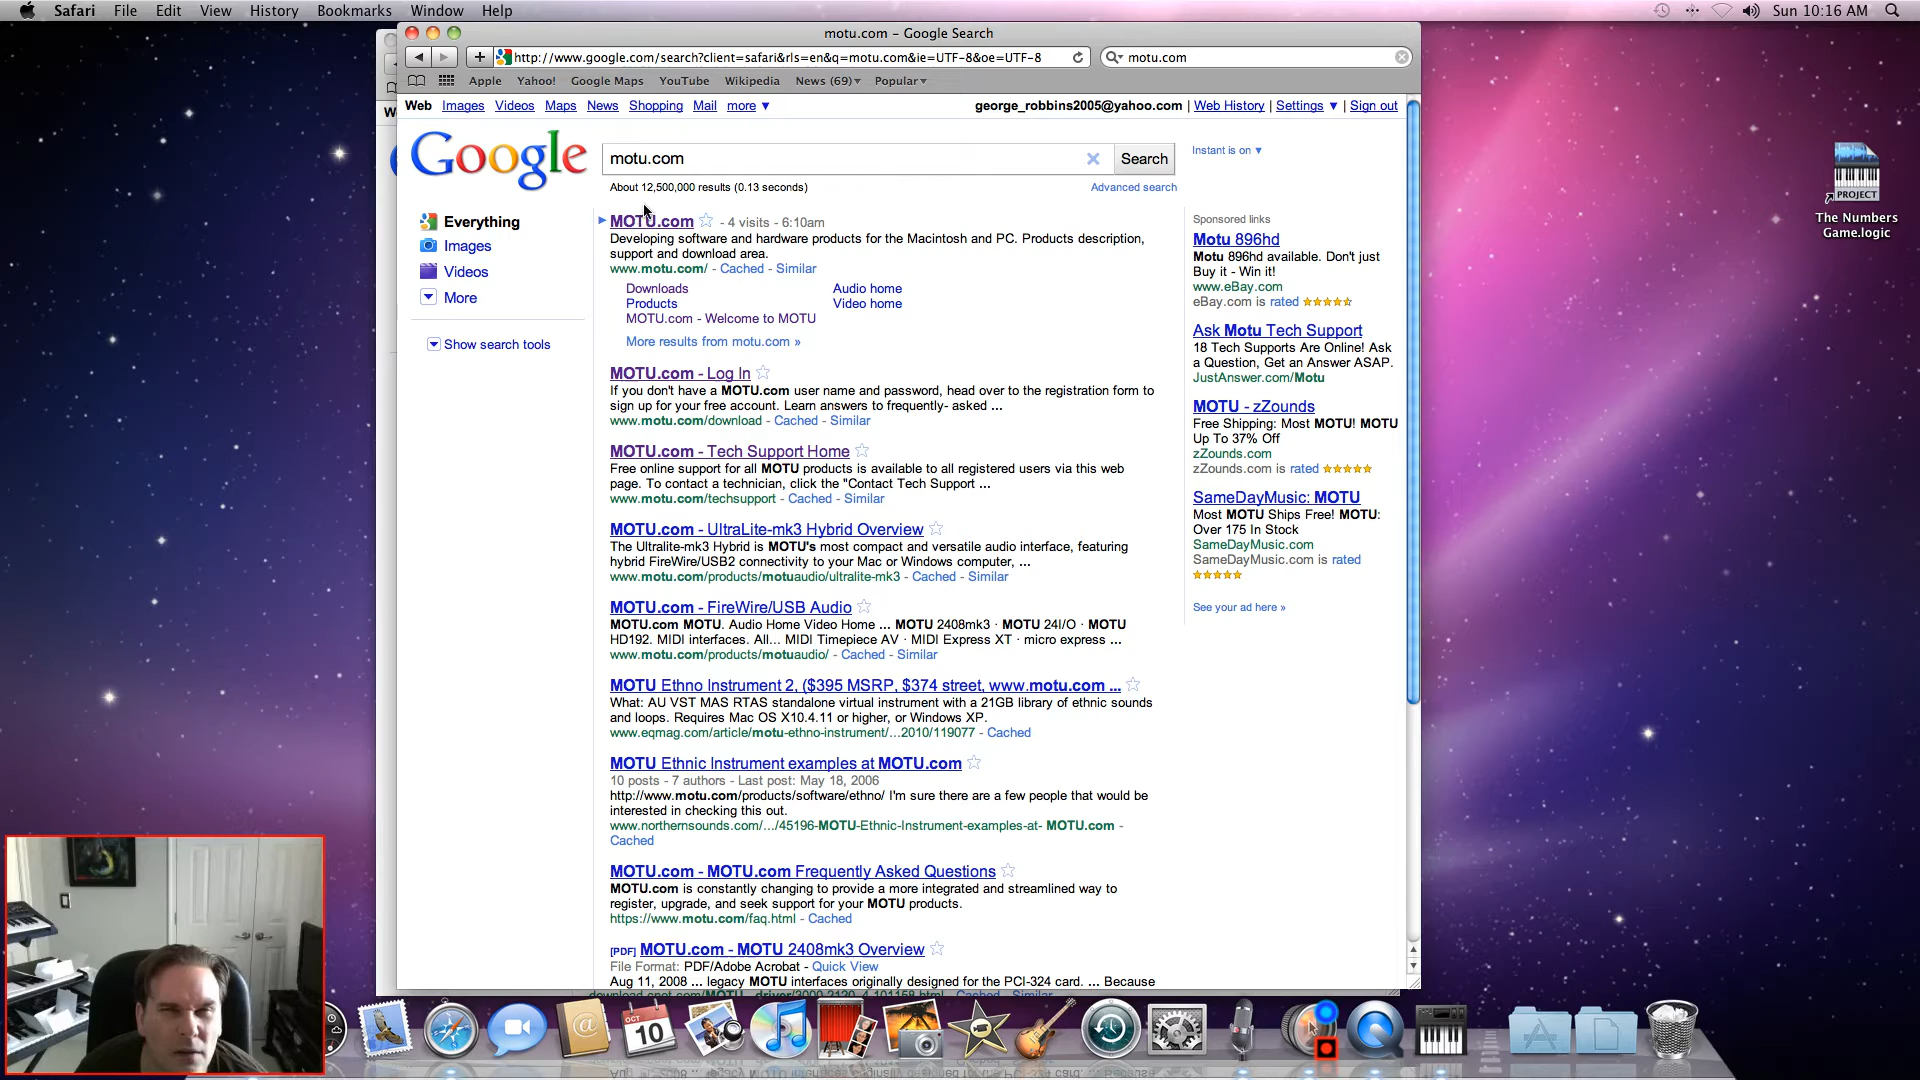 Safari File Edit View History Bookmarks Window Help
Sun 10:16 AM
motu.com – Google Search
http://www.google.com/search?client=safari&rls=en&q=motu.com&ie=UTF-8&oe=UTF-8
motu.com
Apple Yahoo! Google Maps YouTube Wikipedia News (69)▾ Popular▾
Web Images Videos Maps News Shopping Mail more ▼
george_robbins2005@yahoo.com | Web History | Settings ▼ | Sign out
Google
motu.com
Search
Instant is on ▼
About 12,500,000 results (0.13 seconds)
Advanced search
Everything
Images
Videos
More
Show search tools
MOTU.com - 4 visits - 6:10am
Developing software and hardware products for the Macintosh and PC. Products description,
support and download area.
www.motu.com/ - Cached - Similar
Downloads
Products
MOTU.com - Welcome to MOTU
Audio home
Video home
More results from motu.com »
MOTU.com - Log In
If you don't have a MOTU.com user name and password, head over to the registration form to
sign up for your free account. Learn answers to frequently- asked ...
www.motu.com/download - Cached - Similar
MOTU.com - Tech Support Home
Free online support for all MOTU products is available to all registered users via this web
page. To contact a technician, click the "Contact Tech Support ...
www.motu.com/techsupport - Cached - Similar
MOTU.com - UltraLite-mk3 Hybrid Overview
The Ultralite-mk3 Hybrid is MOTU's most compact and versatile audio interface, featuring
hybrid FireWire/USB2 connectivity to your Mac or Windows computer, ...
www.motu.com/products/motuaudio/ultralite-mk3 - Cached - Similar
MOTU.com - FireWire/USB Audio
MOTU.com MOTU. Audio Home Video Home ... MOTU 2408mk3 · MOTU 24I/O · MOTU
HD192. MIDI interfaces. All... MIDI Timepiece AV · MIDI Express XT · micro express ...
www.motu.com/products/motuaudio/ - Cached - Similar
MOTU Ethno Instrument 2, ($395 MSRP, $374 street, www.motu.com ...
What: AU VST MAS RTAS standalone virtual instrument with a 21GB library of ethnic sounds
and loops. Requires Mac OS X10.4.11 or higher, or Windows XP.
www.eqmag.com/article/motu-ethno-instrument/...2010/119077 - Cached
MOTU Ethnic Instrument examples at MOTU.com
10 posts - 7 authors - Last post: May 18, 2006
http://www.motu.com/products/software/ethno/ I'm sure there are a few people that would be
interested in checking this out.
www.northernsounds.com/.../45196-MOTU-Ethnic-Instrument-examples-at- MOTU.com -
Cached
MOTU.com - MOTU.com Frequently Asked Questions
MOTU.com is constantly changing to provide a more integrated and streamlined way to
register, upgrade, and seek support for your MOTU products.
https://www.motu.com/faq.html - Cached
[PDF] MOTU.com - MOTU 2408mk3 Overview
File Format: PDF/Adobe Acrobat - Quick View
Aug 11, 2008 ... legacy MOTU interfaces originally designed for the PCI-324 card. ... Because
Sponsored links
Motu 896hd
Motu 896hd available. Don't just
Buy it - Win it!
www.eBay.com
eBay.com is rated
Ask Motu Tech Support
18 Tech Supports Are Online! Ask
a Question, Get an Answer ASAP.
JustAnswer.com/Motu
MOTU - zZounds
Free Shipping: Most MOTU! MOTU
Up To 37% Off
zZounds.com
zZounds.com is rated
SameDayMusic: MOTU
Most MOTU Ships Free! MOTU:
Over 175 In Stock
SameDayMusic.com
SameDayMusic.com is rated
See your ad here »
PROJECT
The Numbers
Game.logic
OCT
10